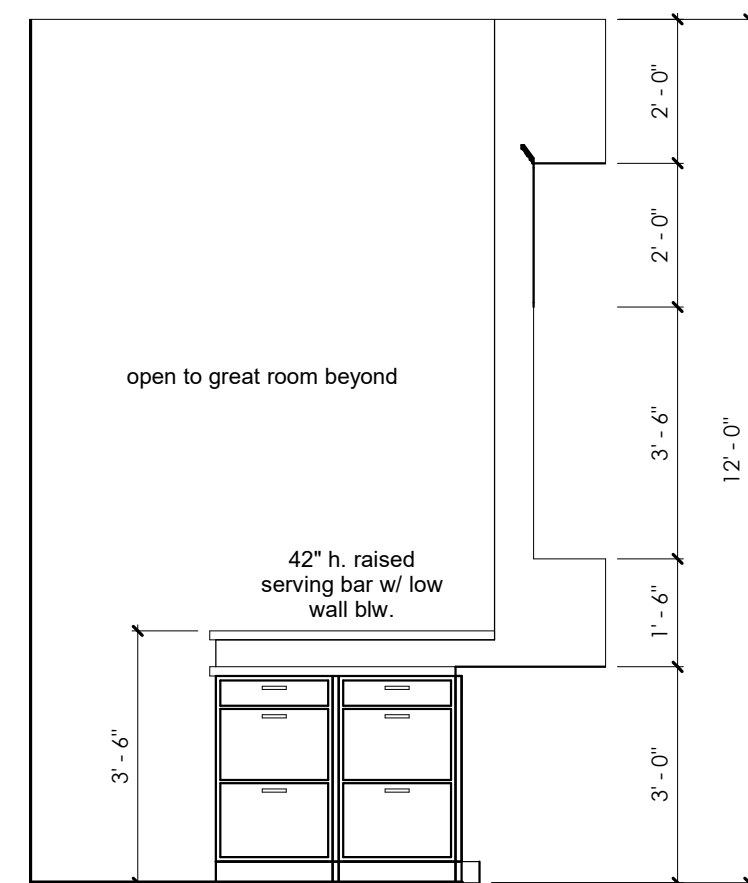 2' - 0"
2' - 0"
open to great room beyond
3' - 6"
12' - 0"
42" h. raised
serving bar w/ low
wall blw.
1' - 6"
3' - 6"
3' - 0"